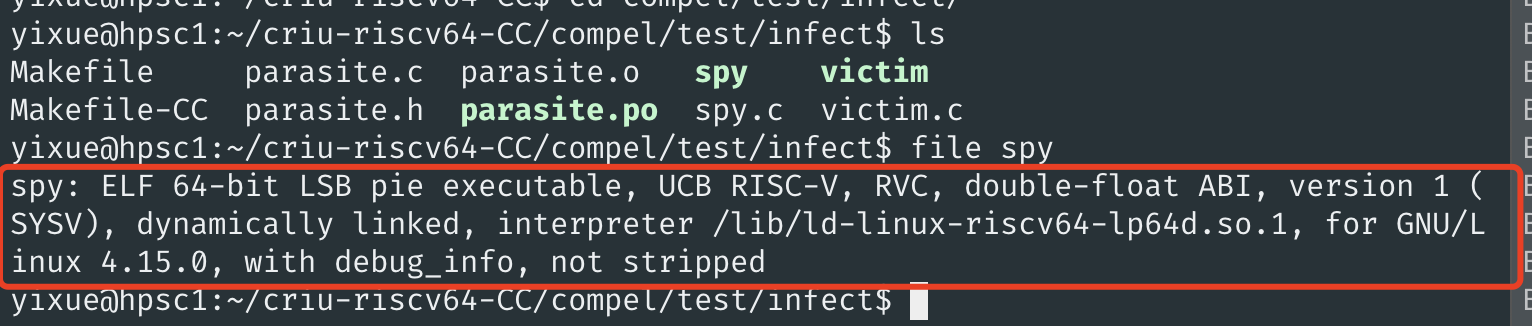 yixue@hpsc1:~/criu-riscv64-CC$ cd compel/test/infect/
yixue@hpsc1:~/criu-riscv64-CC/compel/test/infect$ ls
Makefile     parasite.c  parasite.o   spy    victim
Makefile-CC  parasite.h  parasite.po  spy.c  victim.c
yixue@hpsc1:~/criu-riscv64-CC/compel/test/infect$ file spy
spy: ELF 64-bit LSB pie executable, UCB RISC-V, RVC, double-float ABI, version 1 (
SYSV), dynamically linked, interpreter /lib/ld-linux-riscv64-lp64d.so.1, for GNU/L
inux 4.15.0, with debug_info, not stripped
yixue@hpsc1:~/criu-riscv64-CC/compel/test/infect$